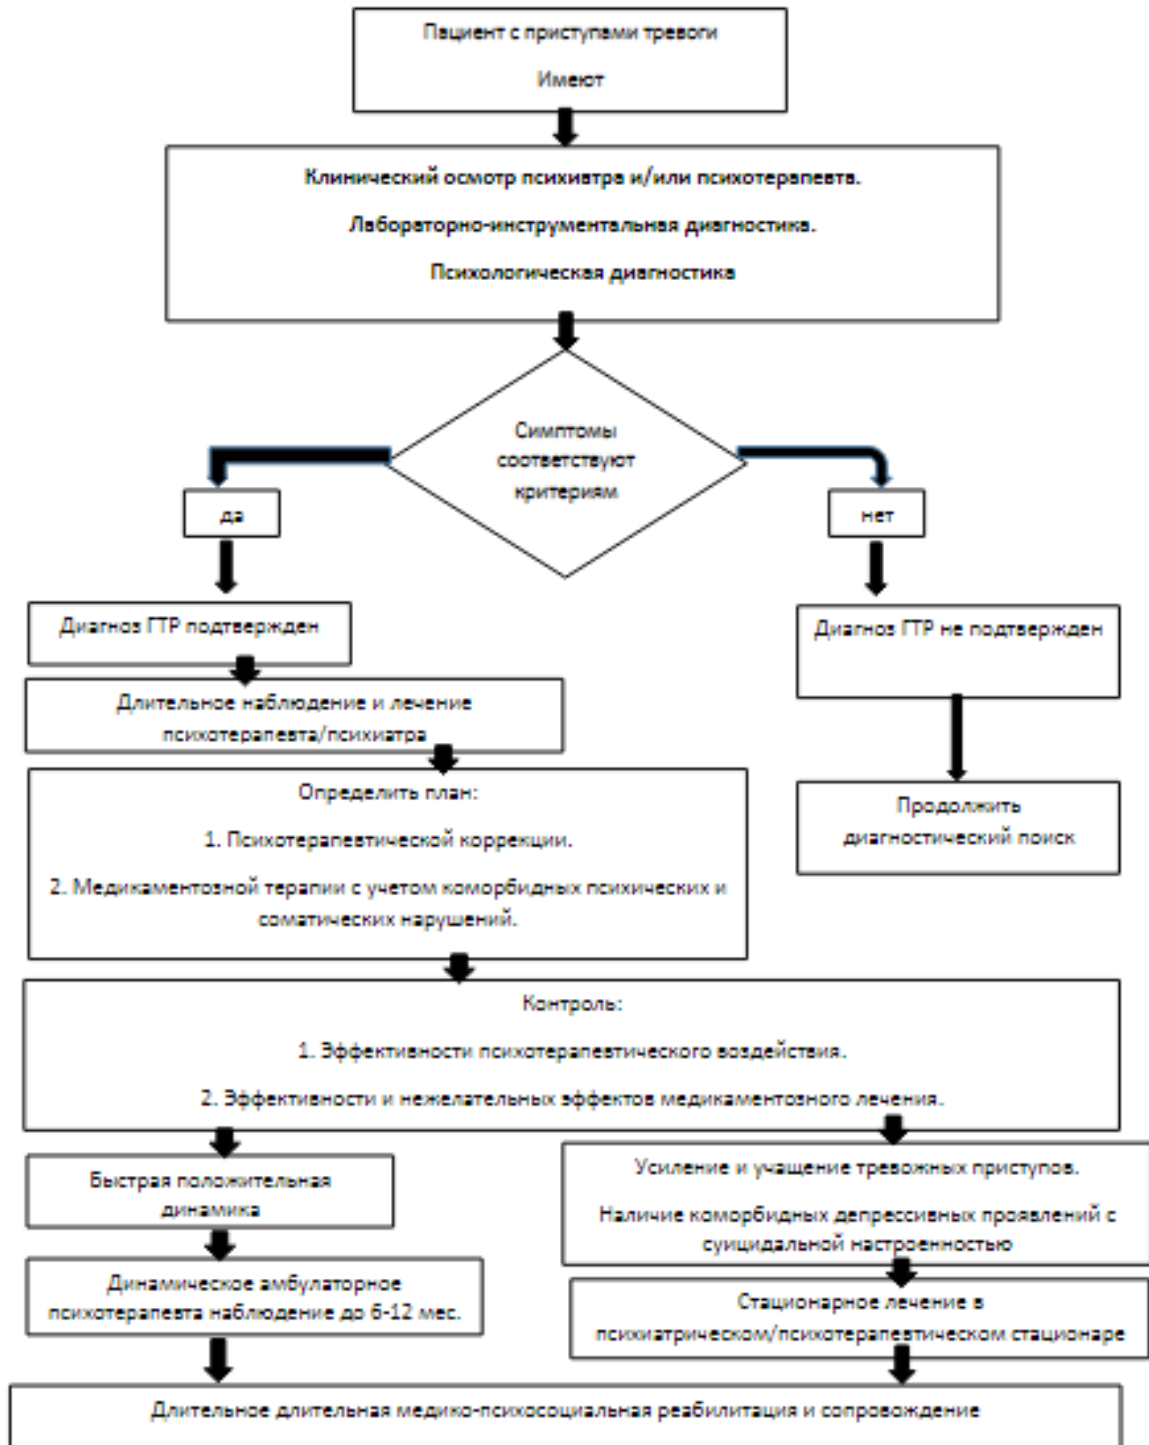 Пациент с приступами тревоги
Имеют
Клинический осмотр психиатра и/или психотерапевта.
Лабораторно-инструментальная диагностика.
Психологическая диагностика
Симптомы
соответствуют
критериям
да
нет
Диагноз ГТР подтвержден
Диагноз ГТР не подтвержден
Длительное наблюдение и лечение
психотерапевта/психиатра
Определить план:
1. Психотерапевтической коррекции.
2. Медикаментозной терапии с учетом коморбидных психических и
соматических нарушений.
Продолжить
диагностический поиск
Контроль:
1. Эффективности психотерапевтического воздействия.
2. Эффективности и нежелательных эффектов медикаментозного лечения.
Быстрая положительная
динамика
Усиление и учащение тревожных приступов.
Наличие коморбидных депрессивных проявлений с
суицидальной настроенностью
Динамическое амбулаторное
психотерапевта наблюдение до 6-12 мес.
Стационарное лечение в
психиатрическом/психотерапевтическом стационаре
Длительное длительная медико-психосоциальная реабилитация и сопровождение